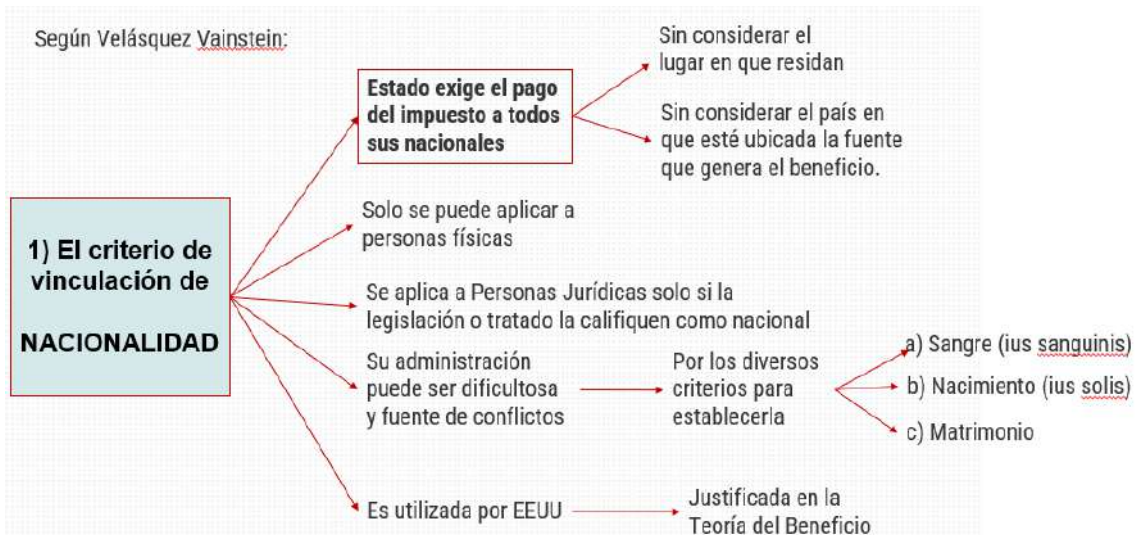 Según Velásquez Vainstein:
1) El criterio de
vinculación de
NACIONALIDAD
Estado exige el pago
del impuesto a todos
sus nacionales
Sin considerar el
lugar en que residan
Sin considerar el país en
que esté ubicada la fuente
que genera el beneficio.
Solo se puede aplicar a
personas físicas
Se aplica a Personas Jurídicas solo si la
legislación o tratado la califiquen como nacional
Su administración
puede ser dificultosa
y fuente de conflictos
Por los diversos
criterios para
establecerla
a) Sangre (ius sanguinis)
b) Nacimiento (ius solis)
c) Matrimonio
Es utilizada por EEUU
Justificada en la
Teoría del Beneficio